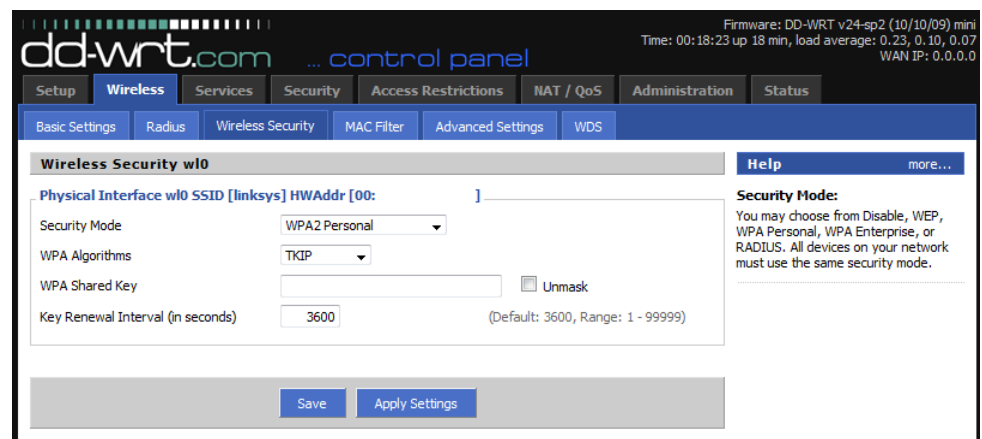 dd-wrt.com ... control panel
Firmware: DD-WRT v24-sp2 (10/10/09) mini
Time: 00:18:23 up 18 min, load average: 0.23, 0.10, 0.07
WAN IP: 0.0.0.0
Setup Wireless Services Security Access Restrictions NAT / QoS Administration Status
Basic Settings Radius Wireless Security MAC Filter Advanced Settings WDS
Wireless Security wl0
Physical Interface wl0 SSID [linksys] HWAddr [00: ]
Security Mode WPA2 Personal
WPA Algorithms TKIP
WPA Shared Key Unmask
Key Renewal Interval (in seconds) 3600 (Default: 3600, Range: 1 - 99999)
Save Apply Settings
Help more...
Security Mode:
You may choose from Disable, WEP,
WPA Personal, WPA Enterprise, or
RADIUS. All devices on your network
must use the same security mode.